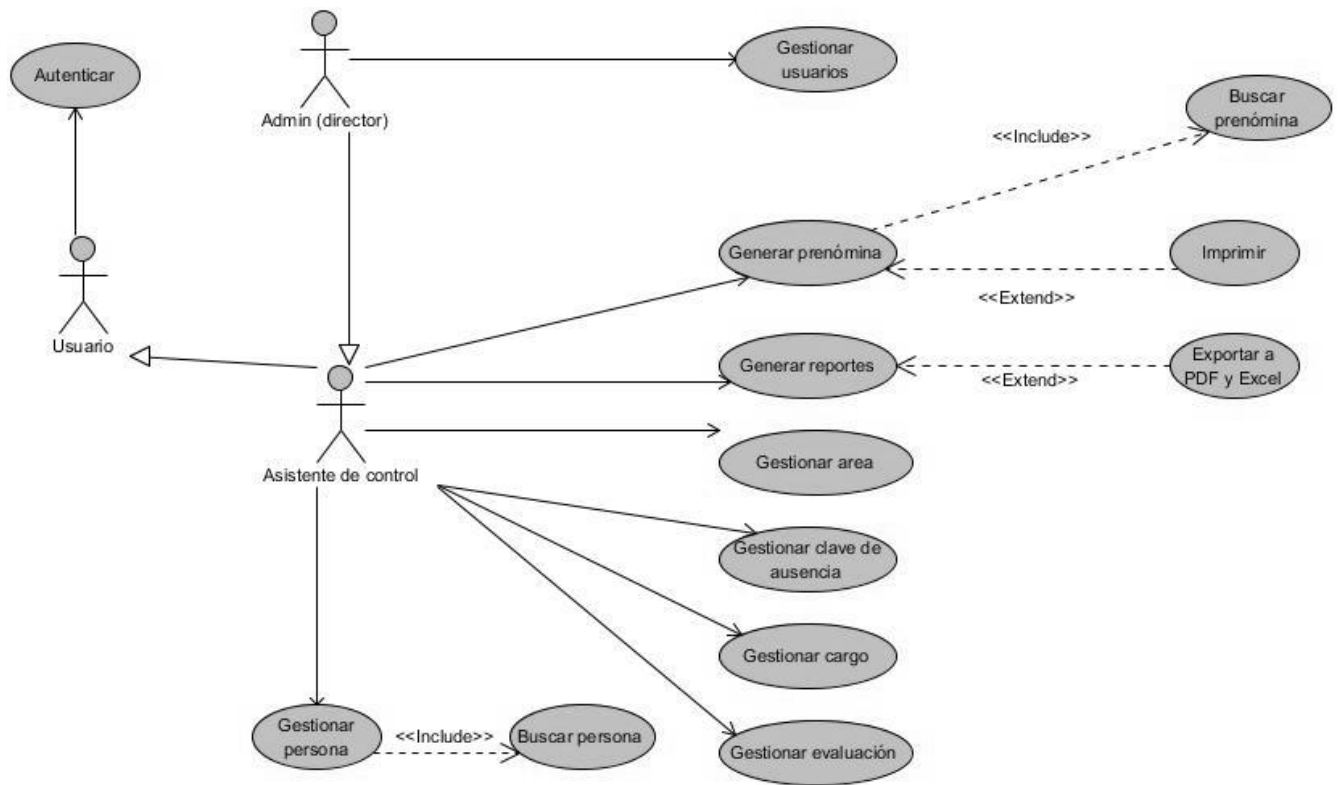 Gestionar
usuarios
Autenticar
Admin (director)
Buscar
prenómina
<<Include>>
Generar prenómina
Imprimir
<<Extend>>
Usuario
Generar reportes
Exportar a
PDF y Excel
<<Extend>>
Gestionar area
Asistente de control
Gestionar clave de
ausencia
Gestionar cargo
Gestionar
persona
<<Include>>
Buscar persona
Gestionar evaluación